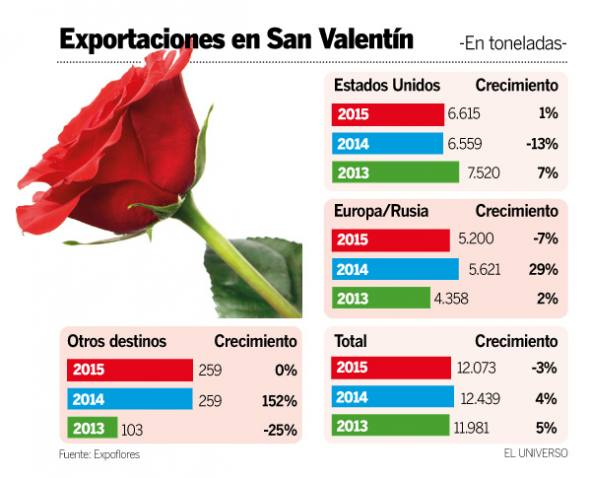 Exportaciones en San Valentín -En toneladas-
Estados Unidos Crecimiento
2015 6.615 1%
2014 6.559 -13%
2013 7.520 7%
Europa/Rusia Crecimiento
2015 5.200 -7%
2014 5.621 29%
2013 4.358 2%
Otros destinos Crecimiento
2015 259 0%
2014 259 152%
2013 103 -25%
Total Crecimiento
2015 12.073 -3%
2014 12.439 4%
2013 11.981 5%
Fuente: Expoflores
EL UNIVERSO